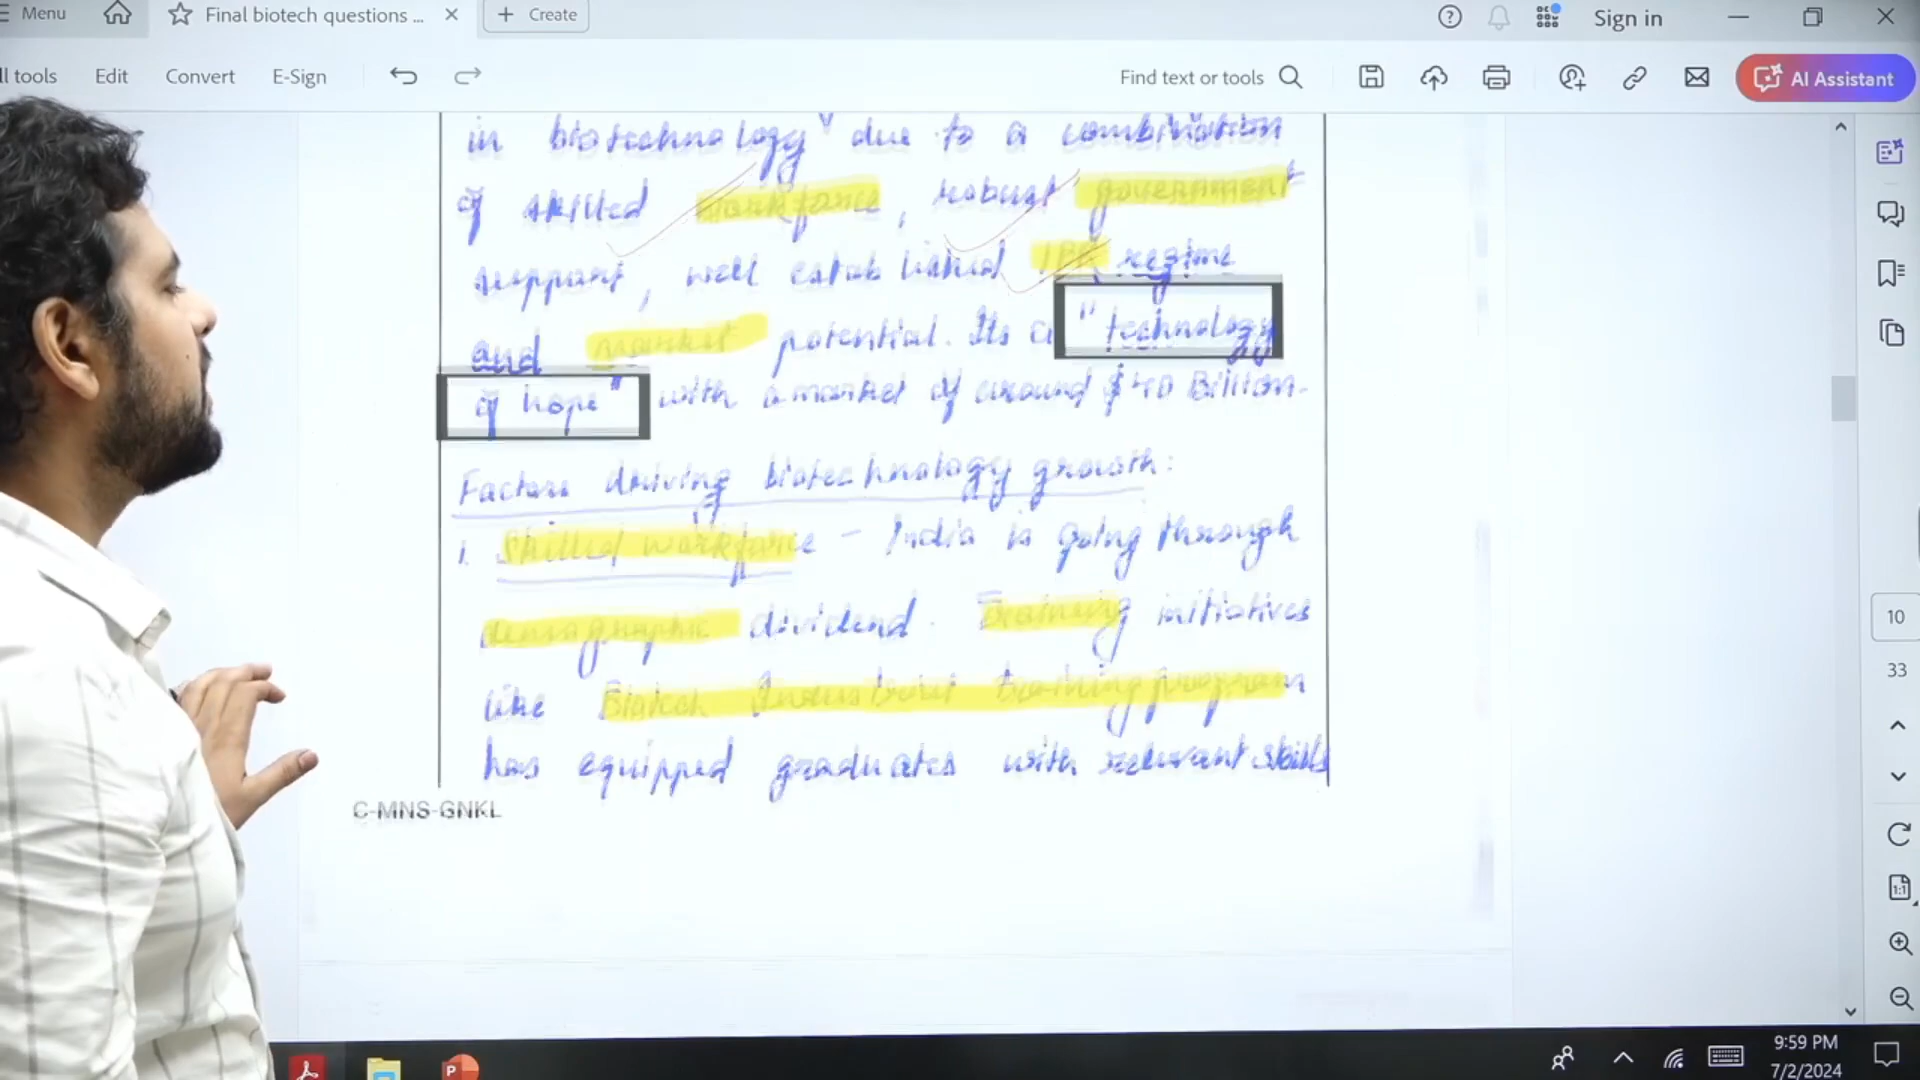 Menu
Final biotech questions ...
Create
Sign in
ll tools
Edit
Convert
E-Sign
Find text or tools
AI Assistant
in biotechnology" due to a combination
of skilled workforce, robust government
support, well established IPR regime
and market potential. Its a "technology
of hope" with a market of around $40 Billion.
Factors driving biotechnology growth:
1. Skilled workforce - India is going through
demographic dividend. Training initiatives
like Biotech Industrial training program
has equipped graduates with relevant skills
C-MNS-GNKL
10
33
1:1
9:59 PM
7/2/2024